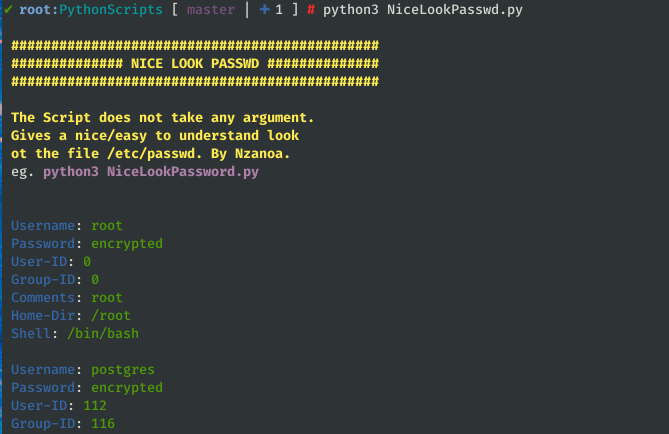 ✔ root:PythonScripts [ master | ✚ 1 ] # python3 NiceLookPasswd.py
##############################################
############## NICE LOOK PASSWD ##############
##############################################
The Script does not take any argument.
Gives a nice/easy to understand look
ot the file /etc/passwd. By Nzanoa.
eg. python3 NiceLookPassword.py
Username: root
Password: encrypted
User-ID: 0
Group-ID: 0
Comments: root
Home-Dir: /root
Shell: /bin/bash
Username: postgres
Password: encrypted
User-ID: 112
Group-ID: 116